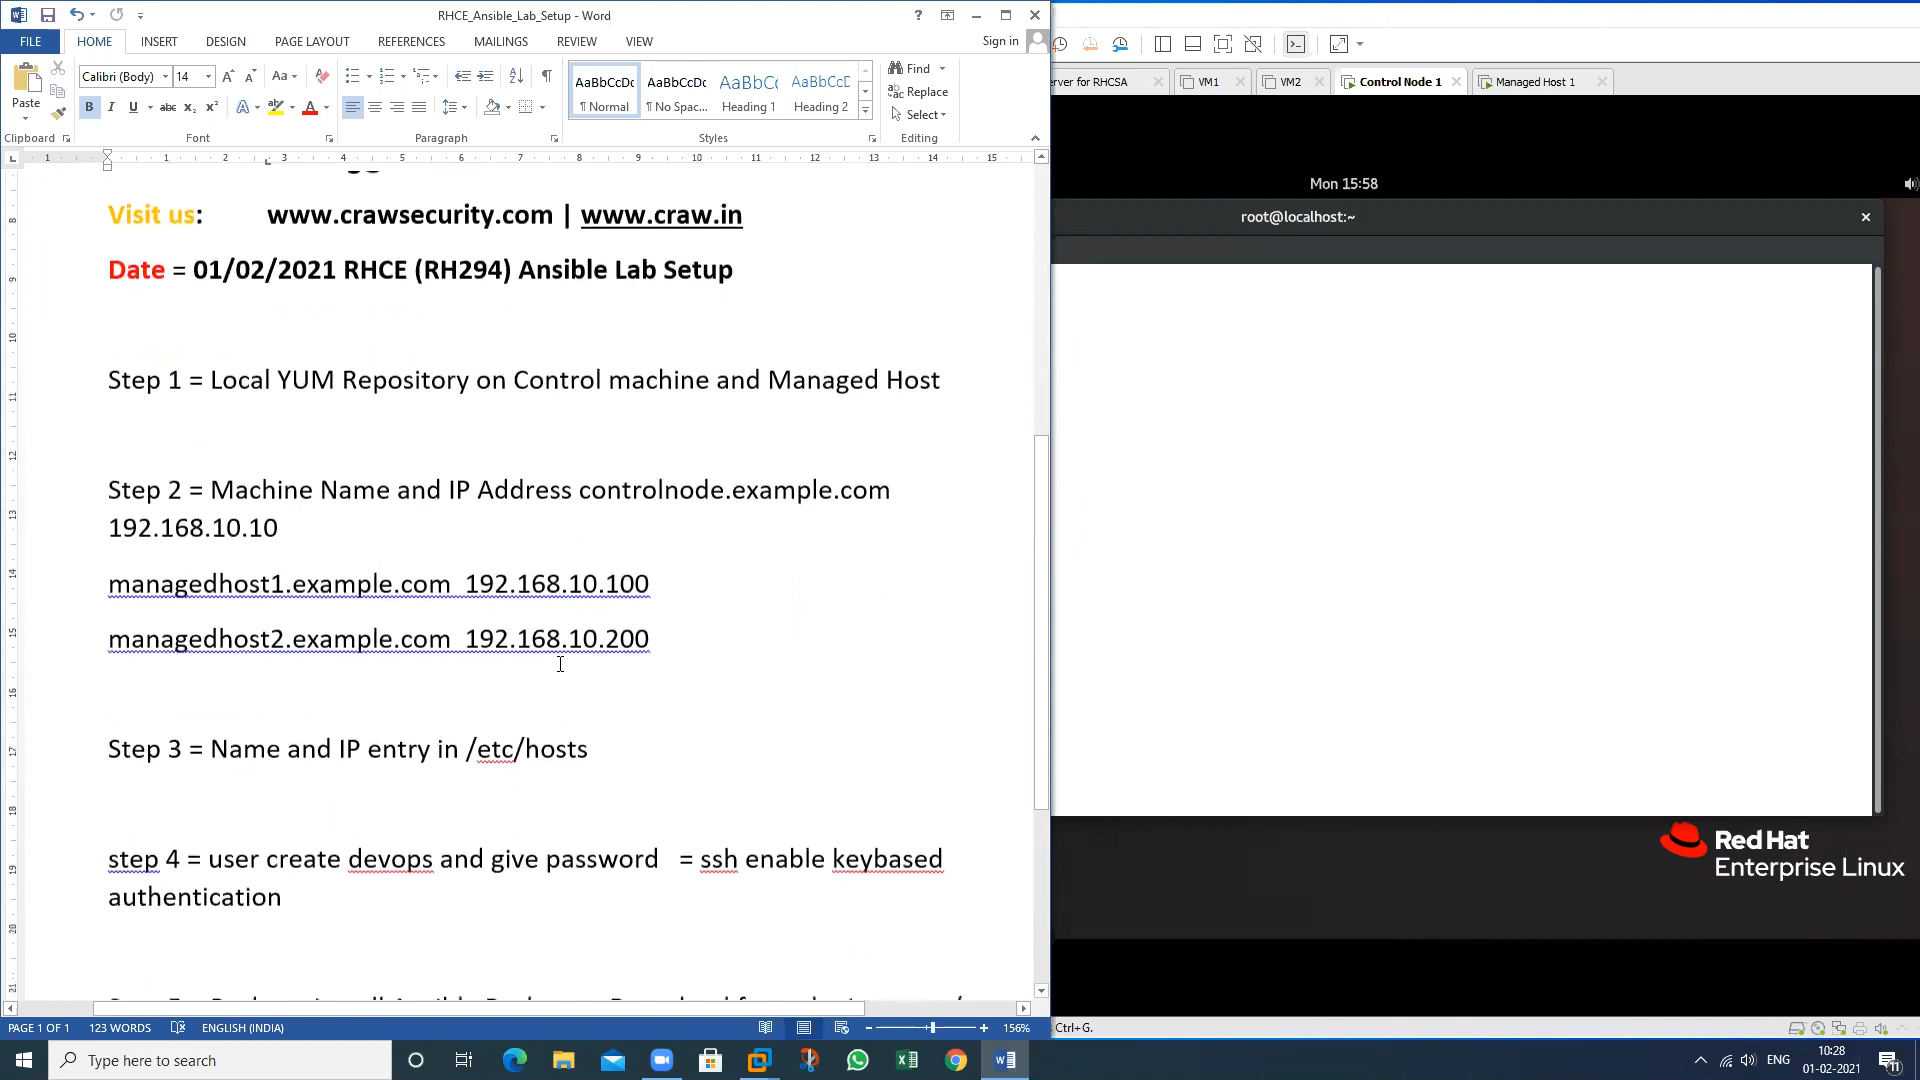 RHCE_Ansible_Lab_Setup - Word
FILE
HOME
INSERT
DESIGN
PAGE LAYOUT
REFERENCES
MAILINGS
REVIEW
VIEW
Sign in
Paste
Calibri (Body)
14
Aa
AaBbCcDc
¶ Normal
AaBbCcDc
¶ No Spac...
AaBbCc
Heading 1
AaBbCcD
Heading 2
Find
Replace
Select
Clipboard
Font
Paragraph
Styles
Editing
Visit us: www.crawsecurity.com | www.craw.in
Date = 01/02/2021 RHCE (RH294) Ansible Lab Setup
Step 1 = Local YUM Repository on Control machine and Managed Host
Step 2 = Machine Name and IP Address controlnode.example.com
192.168.10.10
managedhost1.example.com 192.168.10.100
managedhost2.example.com 192.168.10.200
Step 3 = Name and IP entry in /etc/hosts
step 4 = user create devops and give password = ssh enable keybased
authentication
PAGE 1 OF 1
123 WORDS
ENGLISH (INDIA)
156%
erver for RHCSA
VM1
VM2
Control Node 1
Managed Host 1
Mon 15:58
root@localhost:~
Red Hat
Enterprise Linux
Ctrl+G.
Type here to search
ENG
10:28
01-02-2021
11